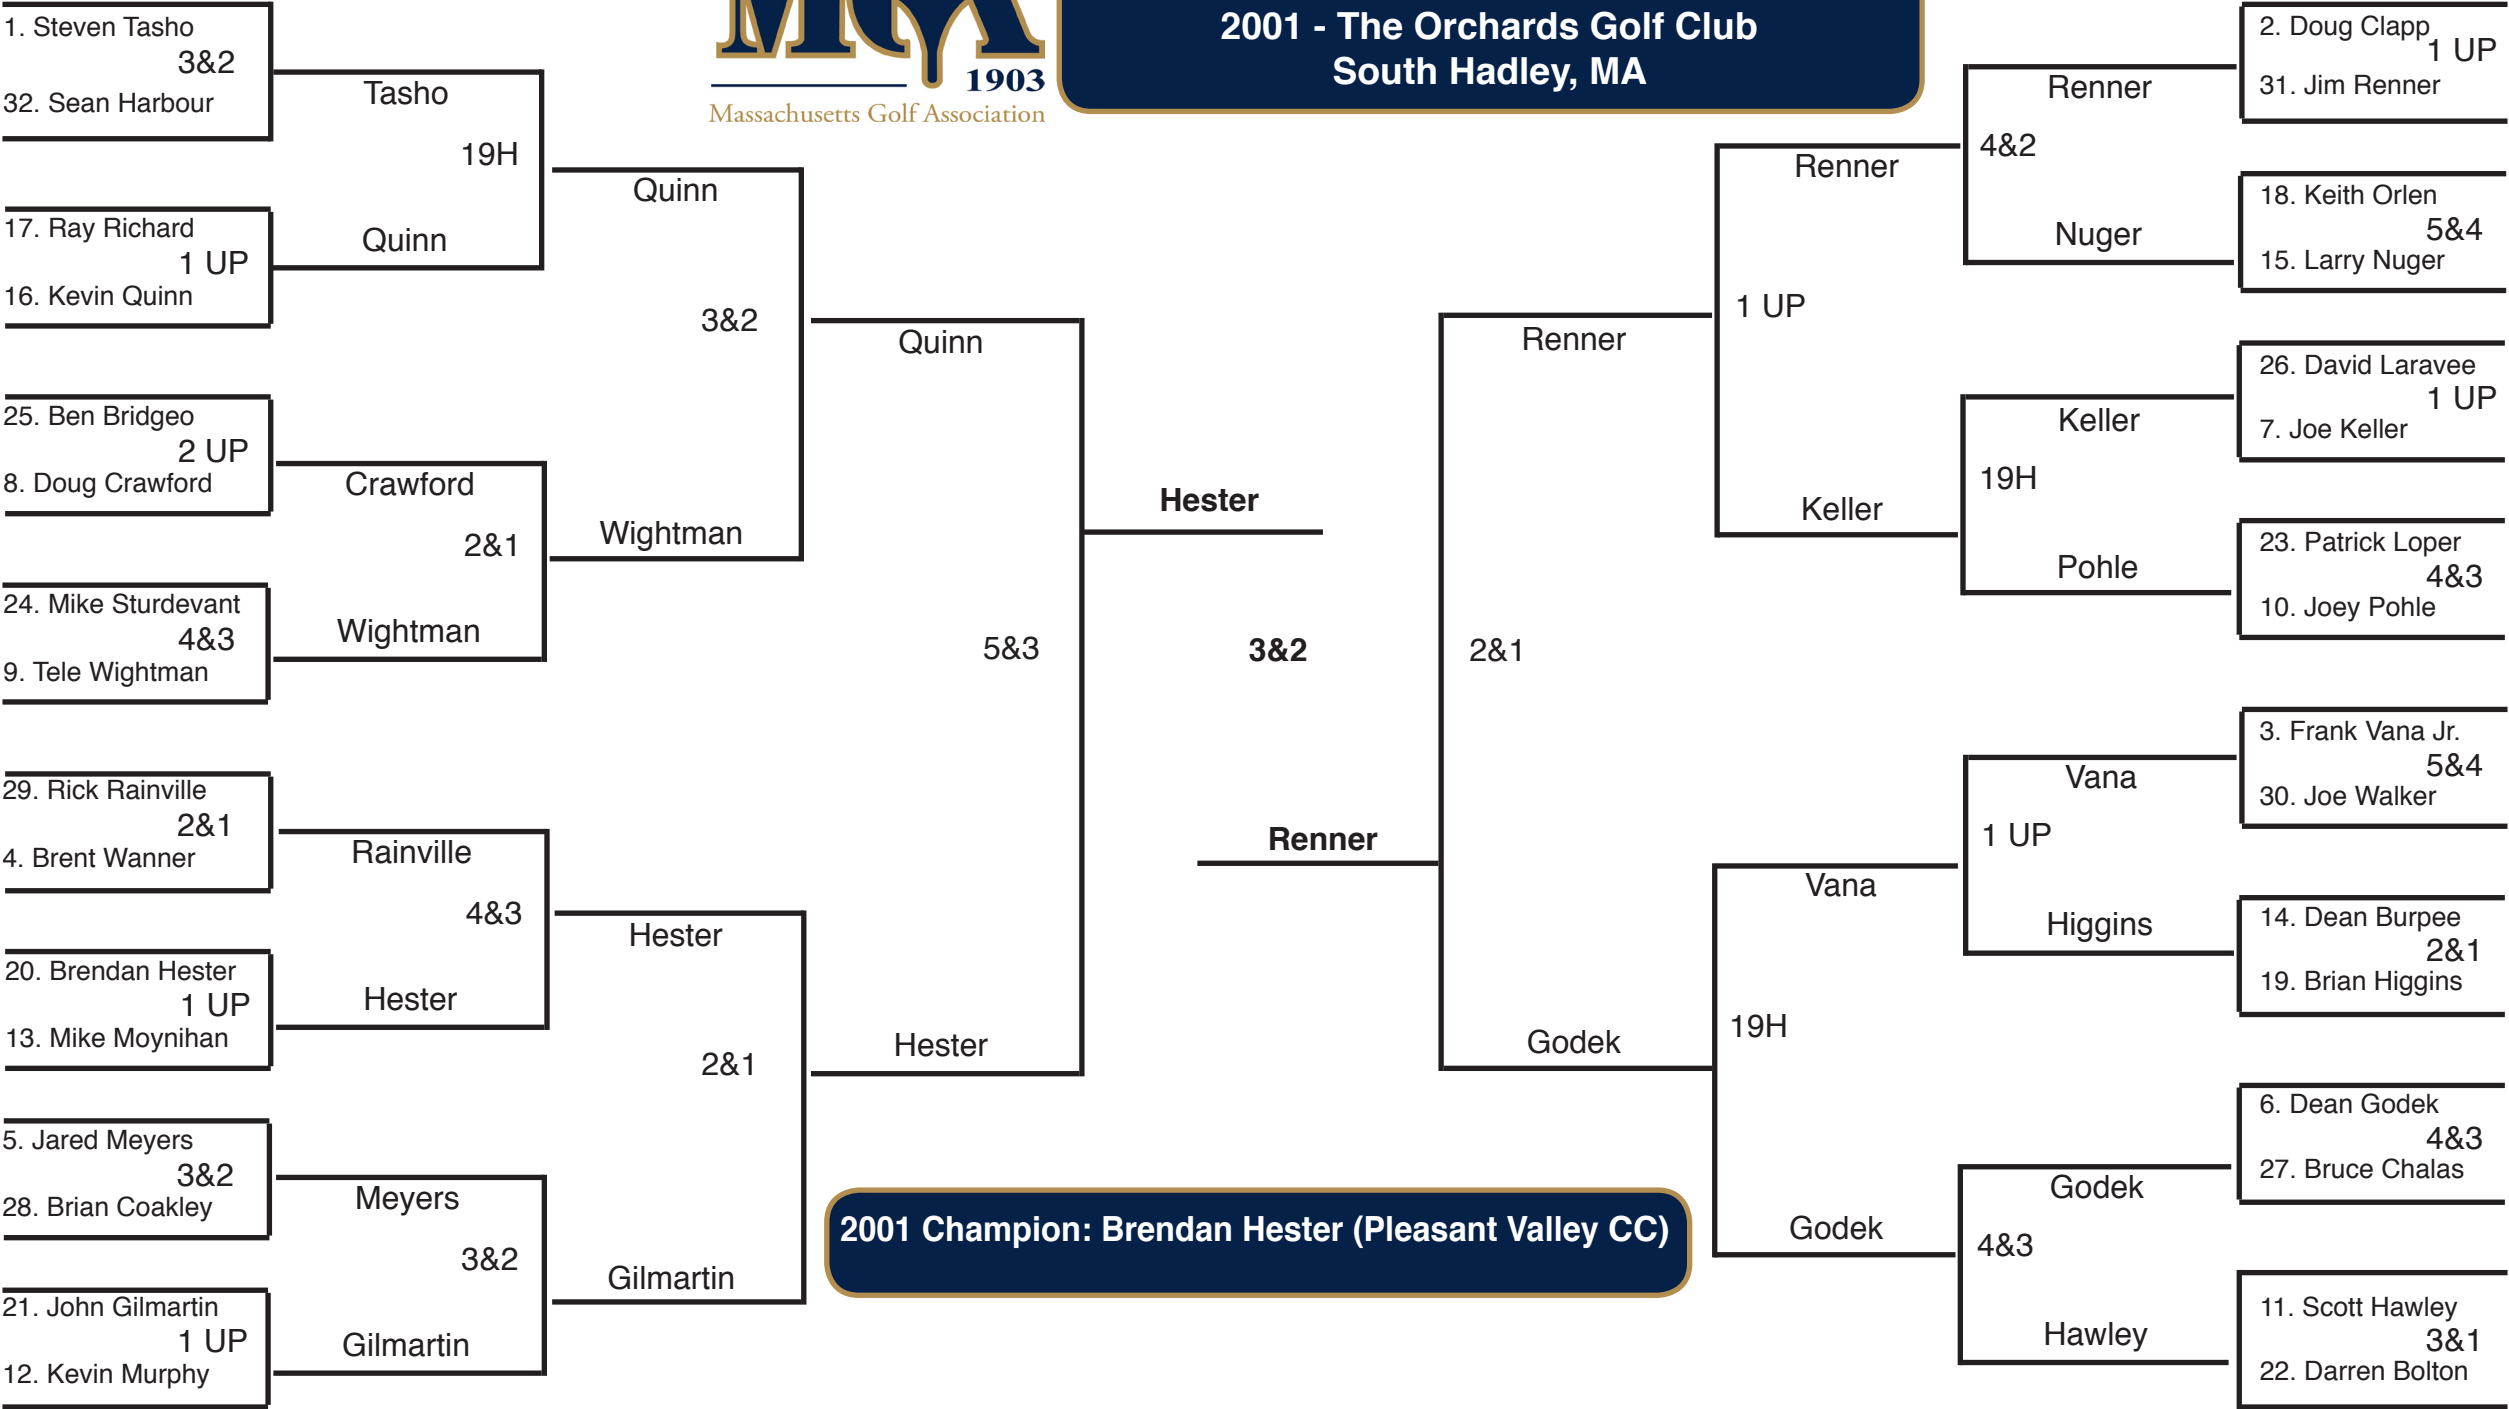 MGA
1903
Massachusetts Golf Association
2001 - The Orchards Golf Club
South Hadley, MA
1. Steven Tasho
3&2
32. Sean Harbour
17. Ray Richard
1 UP
16. Kevin Quinn
25. Ben Bridgeo
2 UP
8. Doug Crawford
24. Mike Sturdevant
4&3
9. Tele Wightman
29. Rick Rainville
2&1
4. Brent Wanner
20. Brendan Hester
1 UP
13. Mike Moynihan
5. Jared Meyers
3&2
28. Brian Coakley
21. John Gilmartin
1 UP
12. Kevin Murphy
Tasho
19H
Quinn
Crawford
2&1
Wightman
Rainville
4&3
Hester
Meyers
3&2
Gilmartin
Quinn
3&2
Wightman
Hester
2&1
Gilmartin
Quinn
5&3
Hester
Hester
3&2
Renner
Renner
2&1
Godek
Renner
1 UP
Keller
Vana
19H
Godek
Renner
4&2
Nuger
Keller
19H
Pohle
Vana
1 UP
Higgins
Godek
4&3
Hawley
2. Doug Clapp
1 UP
31. Jim Renner
18. Keith Orlen
5&4
15. Larry Nuger
26. David Laravee
1 UP
7. Joe Keller
23. Patrick Loper
4&3
10. Joey Pohle
3. Frank Vana Jr.
5&4
30. Joe Walker
14. Dean Burpee
2&1
19. Brian Higgins
6. Dean Godek
4&3
27. Bruce Chalas
11. Scott Hawley
3&1
22. Darren Bolton
2001 Champion: Brendan Hester (Pleasant Valley CC)